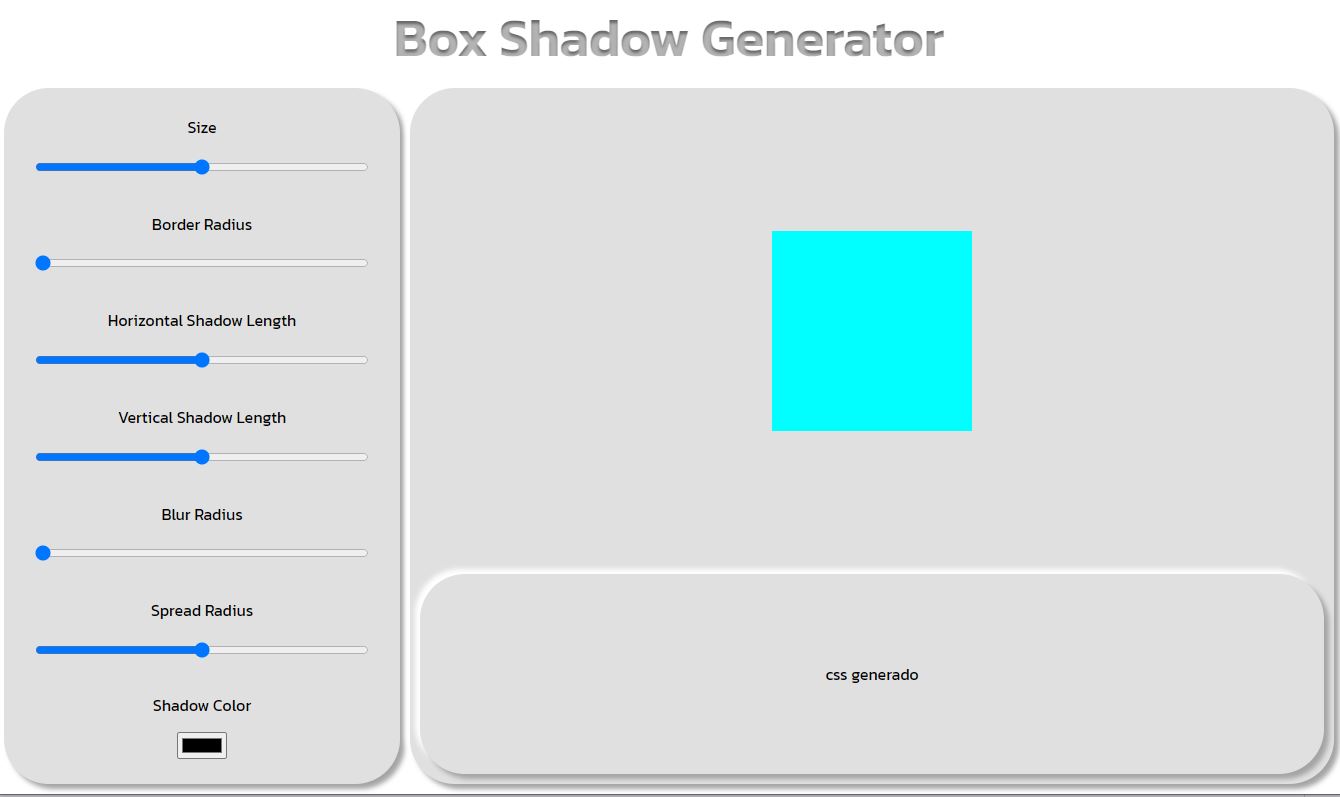 Box Shadow Generator
Size
Border Radius
Horizontal Shadow Length
Vertical Shadow Length
Blur Radius
Spread Radius
Shadow Color
css generado